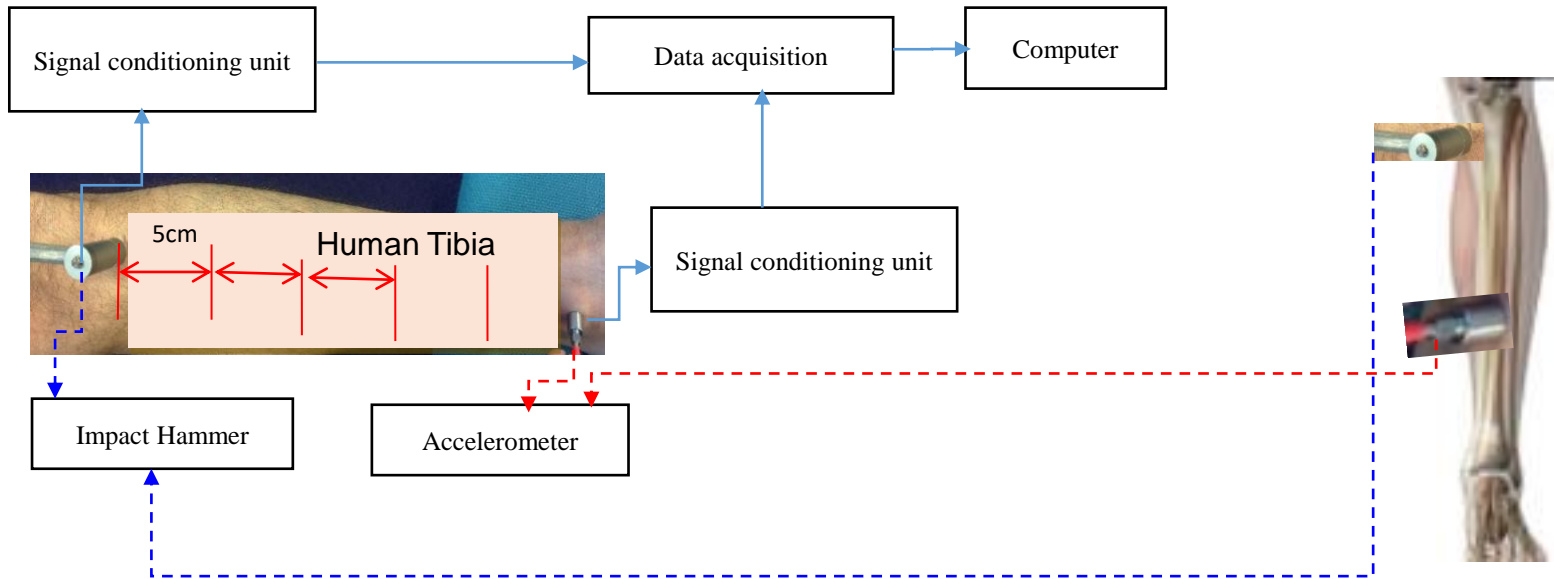 Signal conditioning unit
Data acquisition
Computer
5cm
Human Tibia
Signal conditioning unit
Impact Hammer
Accelerometer